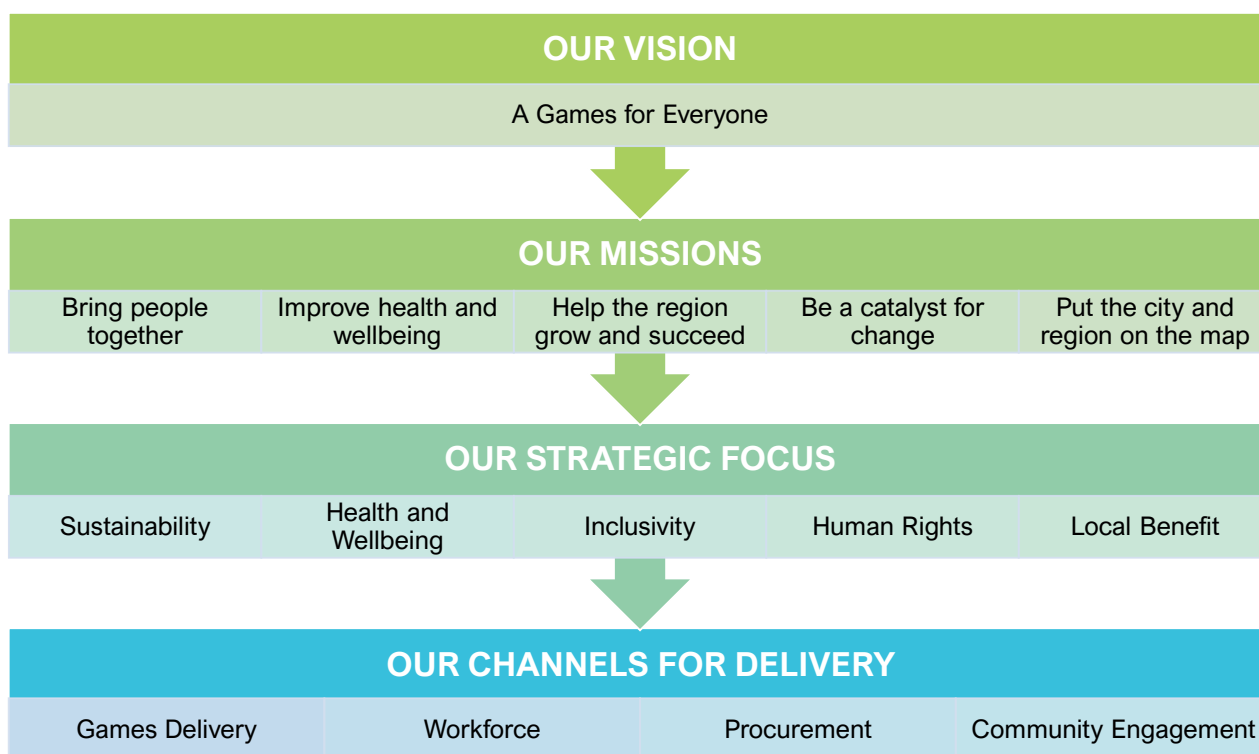 OUR VISION
A Games for Everyone
OUR MISSIONS
Bring people
together
Improve health and
wellbeing
Help the region
grow and succeed
Be a catalyst for
change
Put the city and
region on the map
OUR STRATEGIC FOCUS
Sustainability
Health and
Wellbeing
Inclusivity
Human Rights
Local Benefit
OUR CHANNELS FOR DELIVERY
Games Delivery
Workforce
Procurement
Community Engagement